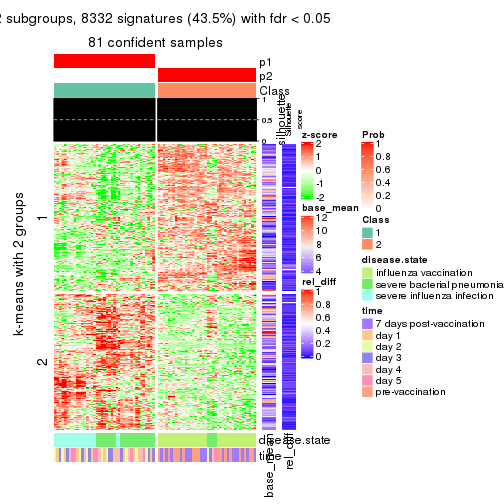 2 subgroups, 8332 signatures (43.5%) with fdr < 0.05
81 confident samples
p1
p2
Class
1
0.5
0
silhouette
Silhouette
score
k-means with 2 groups
1
2
z-score
2
1
0
-1
-2
base_mean
12
10
8
6
4
rel_diff
1
0.8
0.6
0.4
0.2
0
Prob
1
0.8
0.6
0.4
0.2
0
Class
1
2
disease.state
influenza vaccination
severe bacterial pneumonia
severe influenza infection
time
7 days post-vaccination
day 1
day 2
day 3
day 4
day 5
pre-vaccination
disease.state
time
base_mean
rel_diff